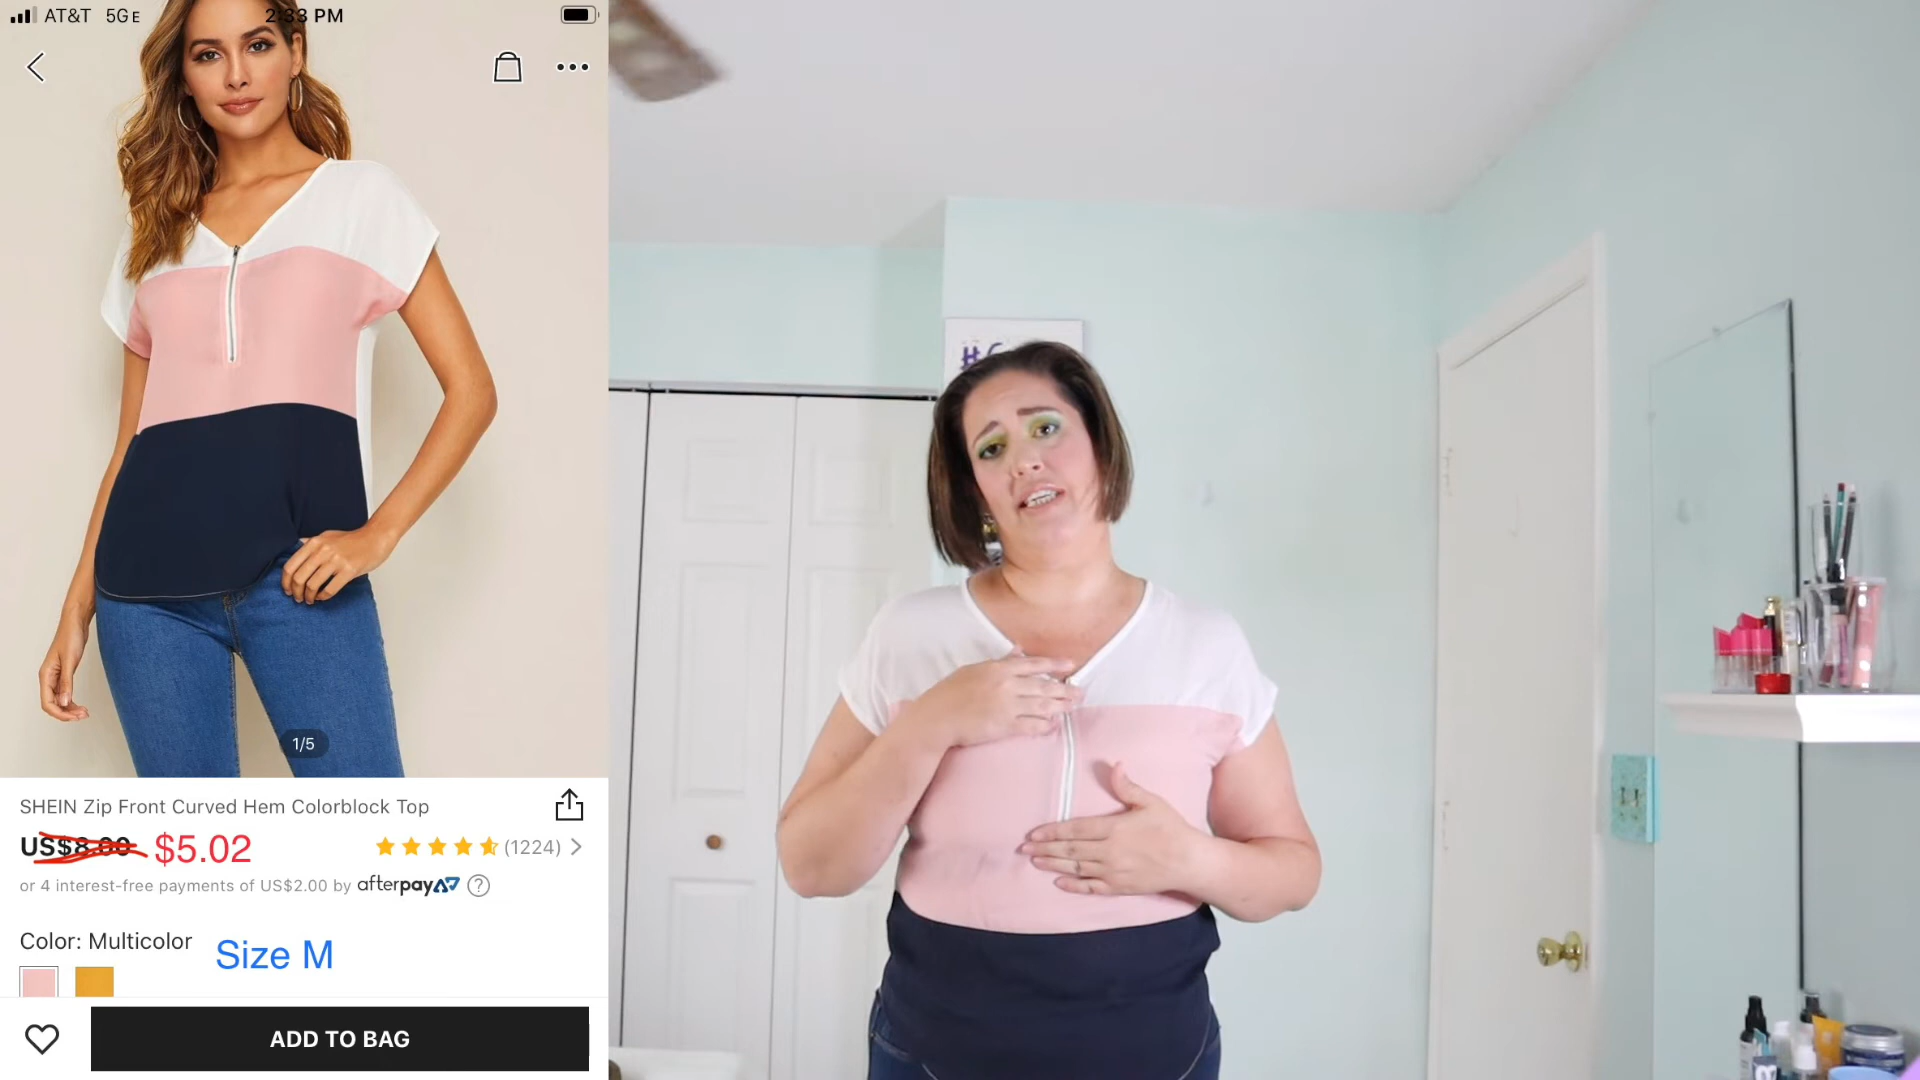 AT&T 5GE 2:33 PM
1/5
SHEIN Zip Front Curved Hem Colorblock Top
US$8.00 $5.02
(1224)
or 4 interest-free payments of US$2.00 by afterpay
Color: Multicolor
Size M
ADD TO BAG